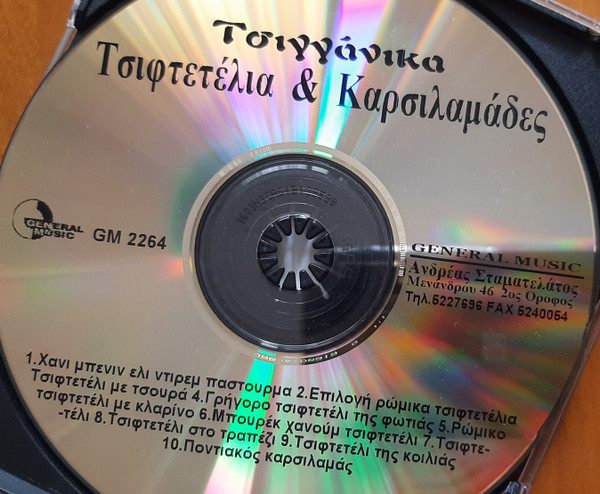 Τσιγγάνικα
Τσιφτετέλια & Καρσιλαμάδες
GENERAL
MUSIC
GM 2264
GENERAL MUSIC
Ανδρέας Σταματελάτος
Μενάνδρου 46 2ος Οροφος
Τηλ.5227696 FAX 5240054
1.Χανι μπενιν ελι ντιρεμ παστουρμα 2.Επιλογή ρώμικα τσιφτετέλια
Τσιφτετέλι με τσουρά 4.Γρήγορο τσιφτετέλι της φωτιάς 5.Ρώμικο
τσιφτετέλι με κλαρίνο 6.Μπουρέκ χανούμ τσιφτετέλι 7.Τσιφτε-
-τέλι 8.Τσιφτετέλι στο τραπέζι 9.Τσιφτετέλι της κοιλιάς
10.Ποντιακός καρσιλαμάς